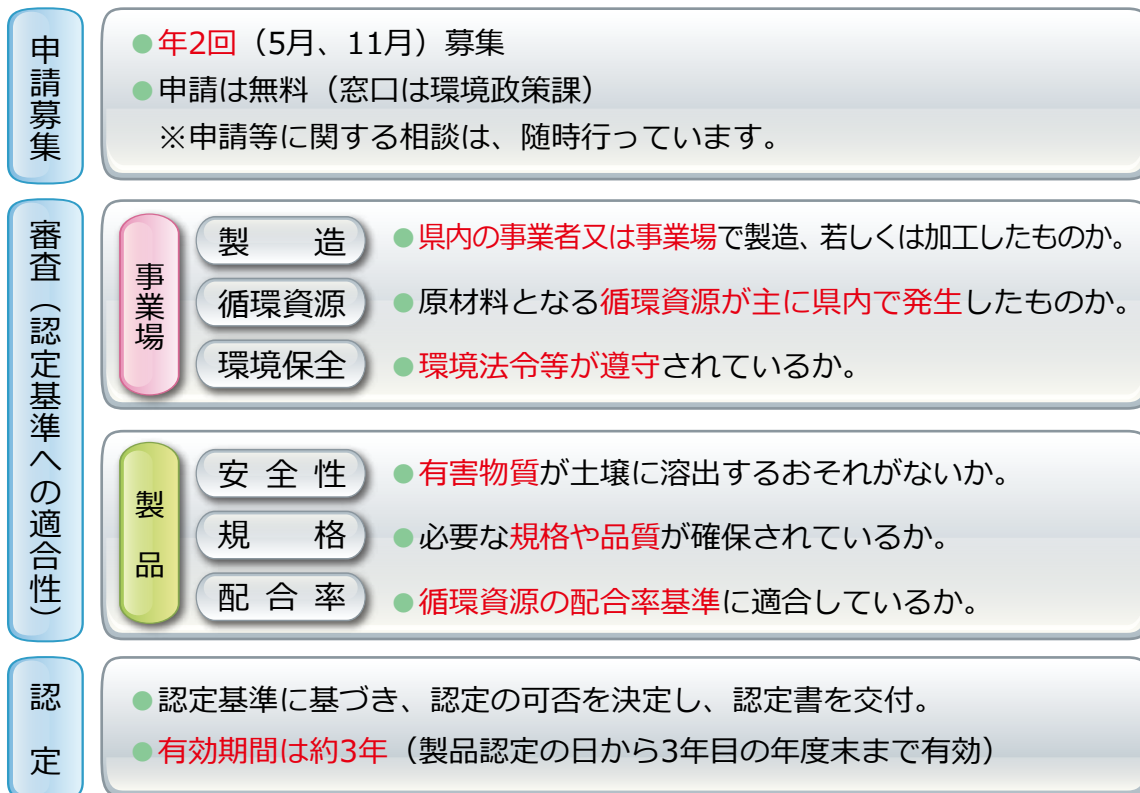 申請募集
●年2回（5月、11月）募集
●申請は無料（窓口は環境政策課）
※申請等に関する相談は、随時行っています。
審査（認定基準への適合性）
事業場
製造
●県内の事業者又は事業場で製造、若しくは加工したものか。
循環資源
●原材料となる循環資源が主に県内で発生したものか。
環境保全
●環境法令等が遵守されているか。
製品
安全性
●有害物質が土壌に溶出するおそれがないか。
規格
●必要な規格や品質が確保されているか。
配合率
●循環資源の配合率基準に適合しているか。
認定
●認定基準に基づき、認定の可否を決定し、認定書を交付。
●有効期間は約3年（製品認定の日から3年目の年度末まで有効）